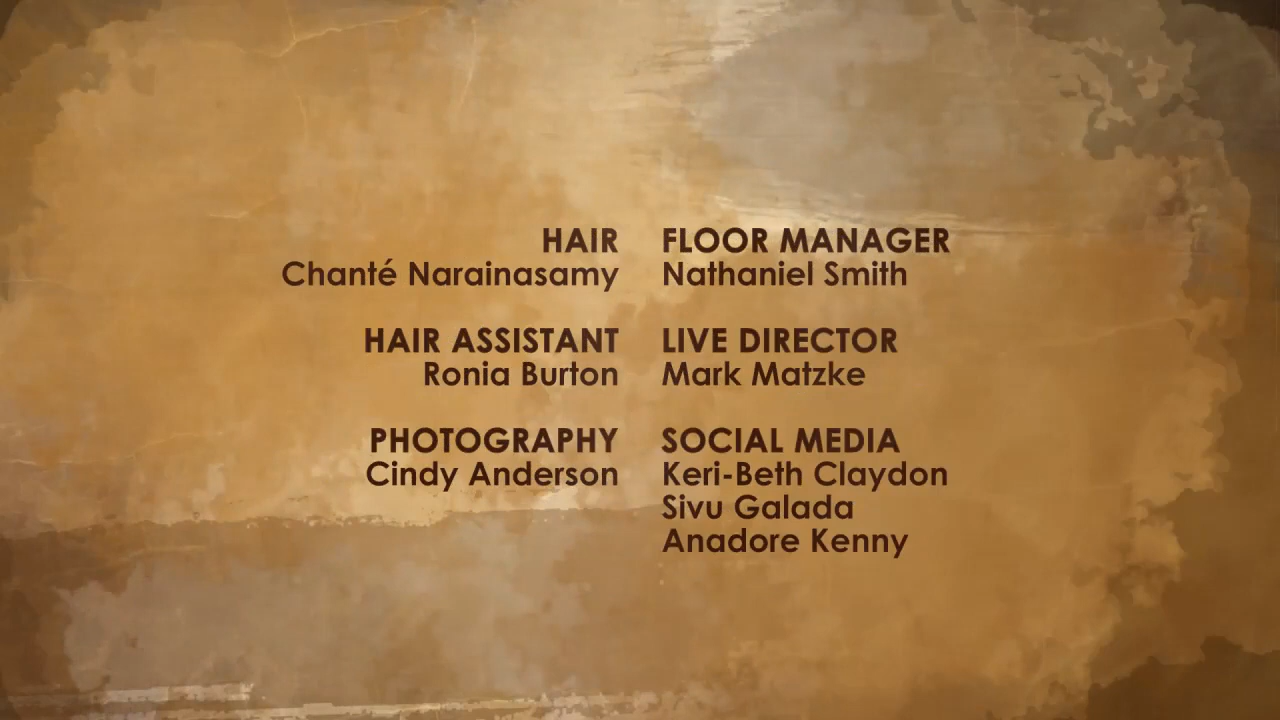 HAIR
Chanté Narainasamy
HAIR ASSISTANT
Ronia Burton
PHOTOGRAPHY
Cindy Anderson
FLOOR MANAGER
Nathaniel Smith
LIVE DIRECTOR
Mark Matzke
SOCIAL MEDIA
Keri-Beth Claydon
Sivu Galada
Anadore Kenny